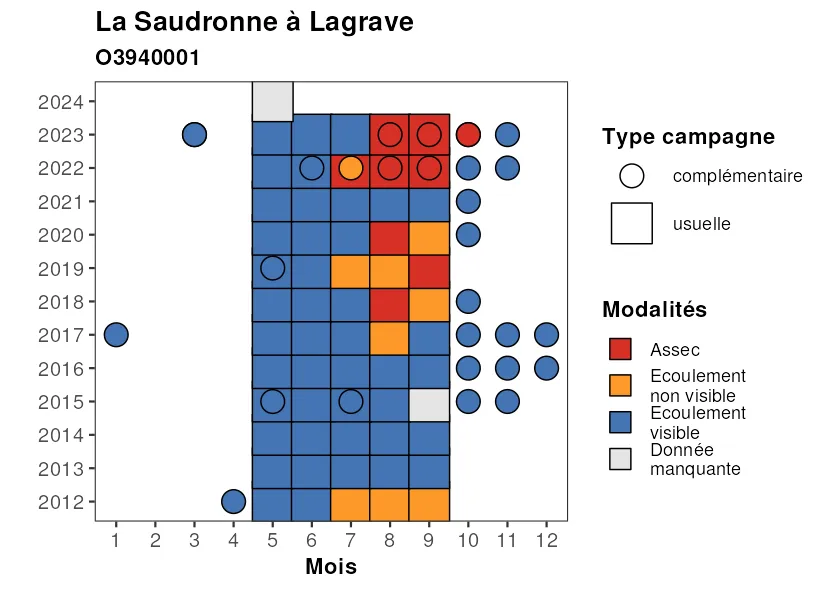 La Saudronne à Lagrave
O3940001
2024
2023
2022
2021
2020
2019
2018
2017
2016
2015
2014
2013
2012
1 2 3 4 5 6 7 8 9 10 11 12
Mois
Type campagne
complémentaire
usuelle
Modalités
Assec
Ecoulement
non visible
Ecoulement
visible
Donnée
manquante